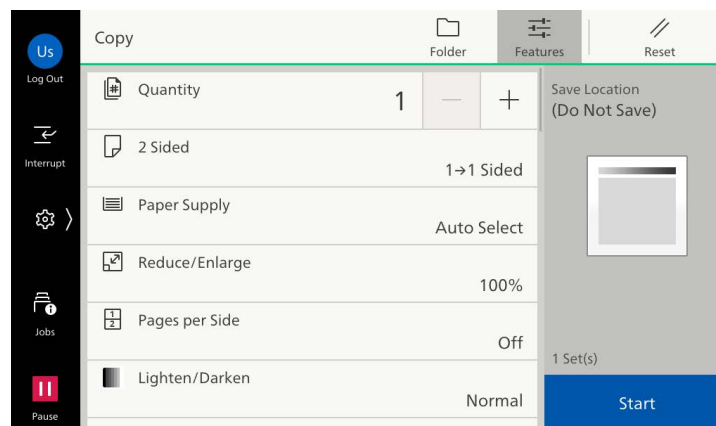 Us
Log Out
Interrupt
Jobs
Pause
Copy
Folder
Features
Reset
#
Quantity
1
2 Sided
1→1 Sided
Paper Supply
Auto Select
Reduce/Enlarge
100%
1
2
Pages per Side
Off
Lighten/Darken
Normal
Save Location
(Do Not Save)
1 Set(s)
Start